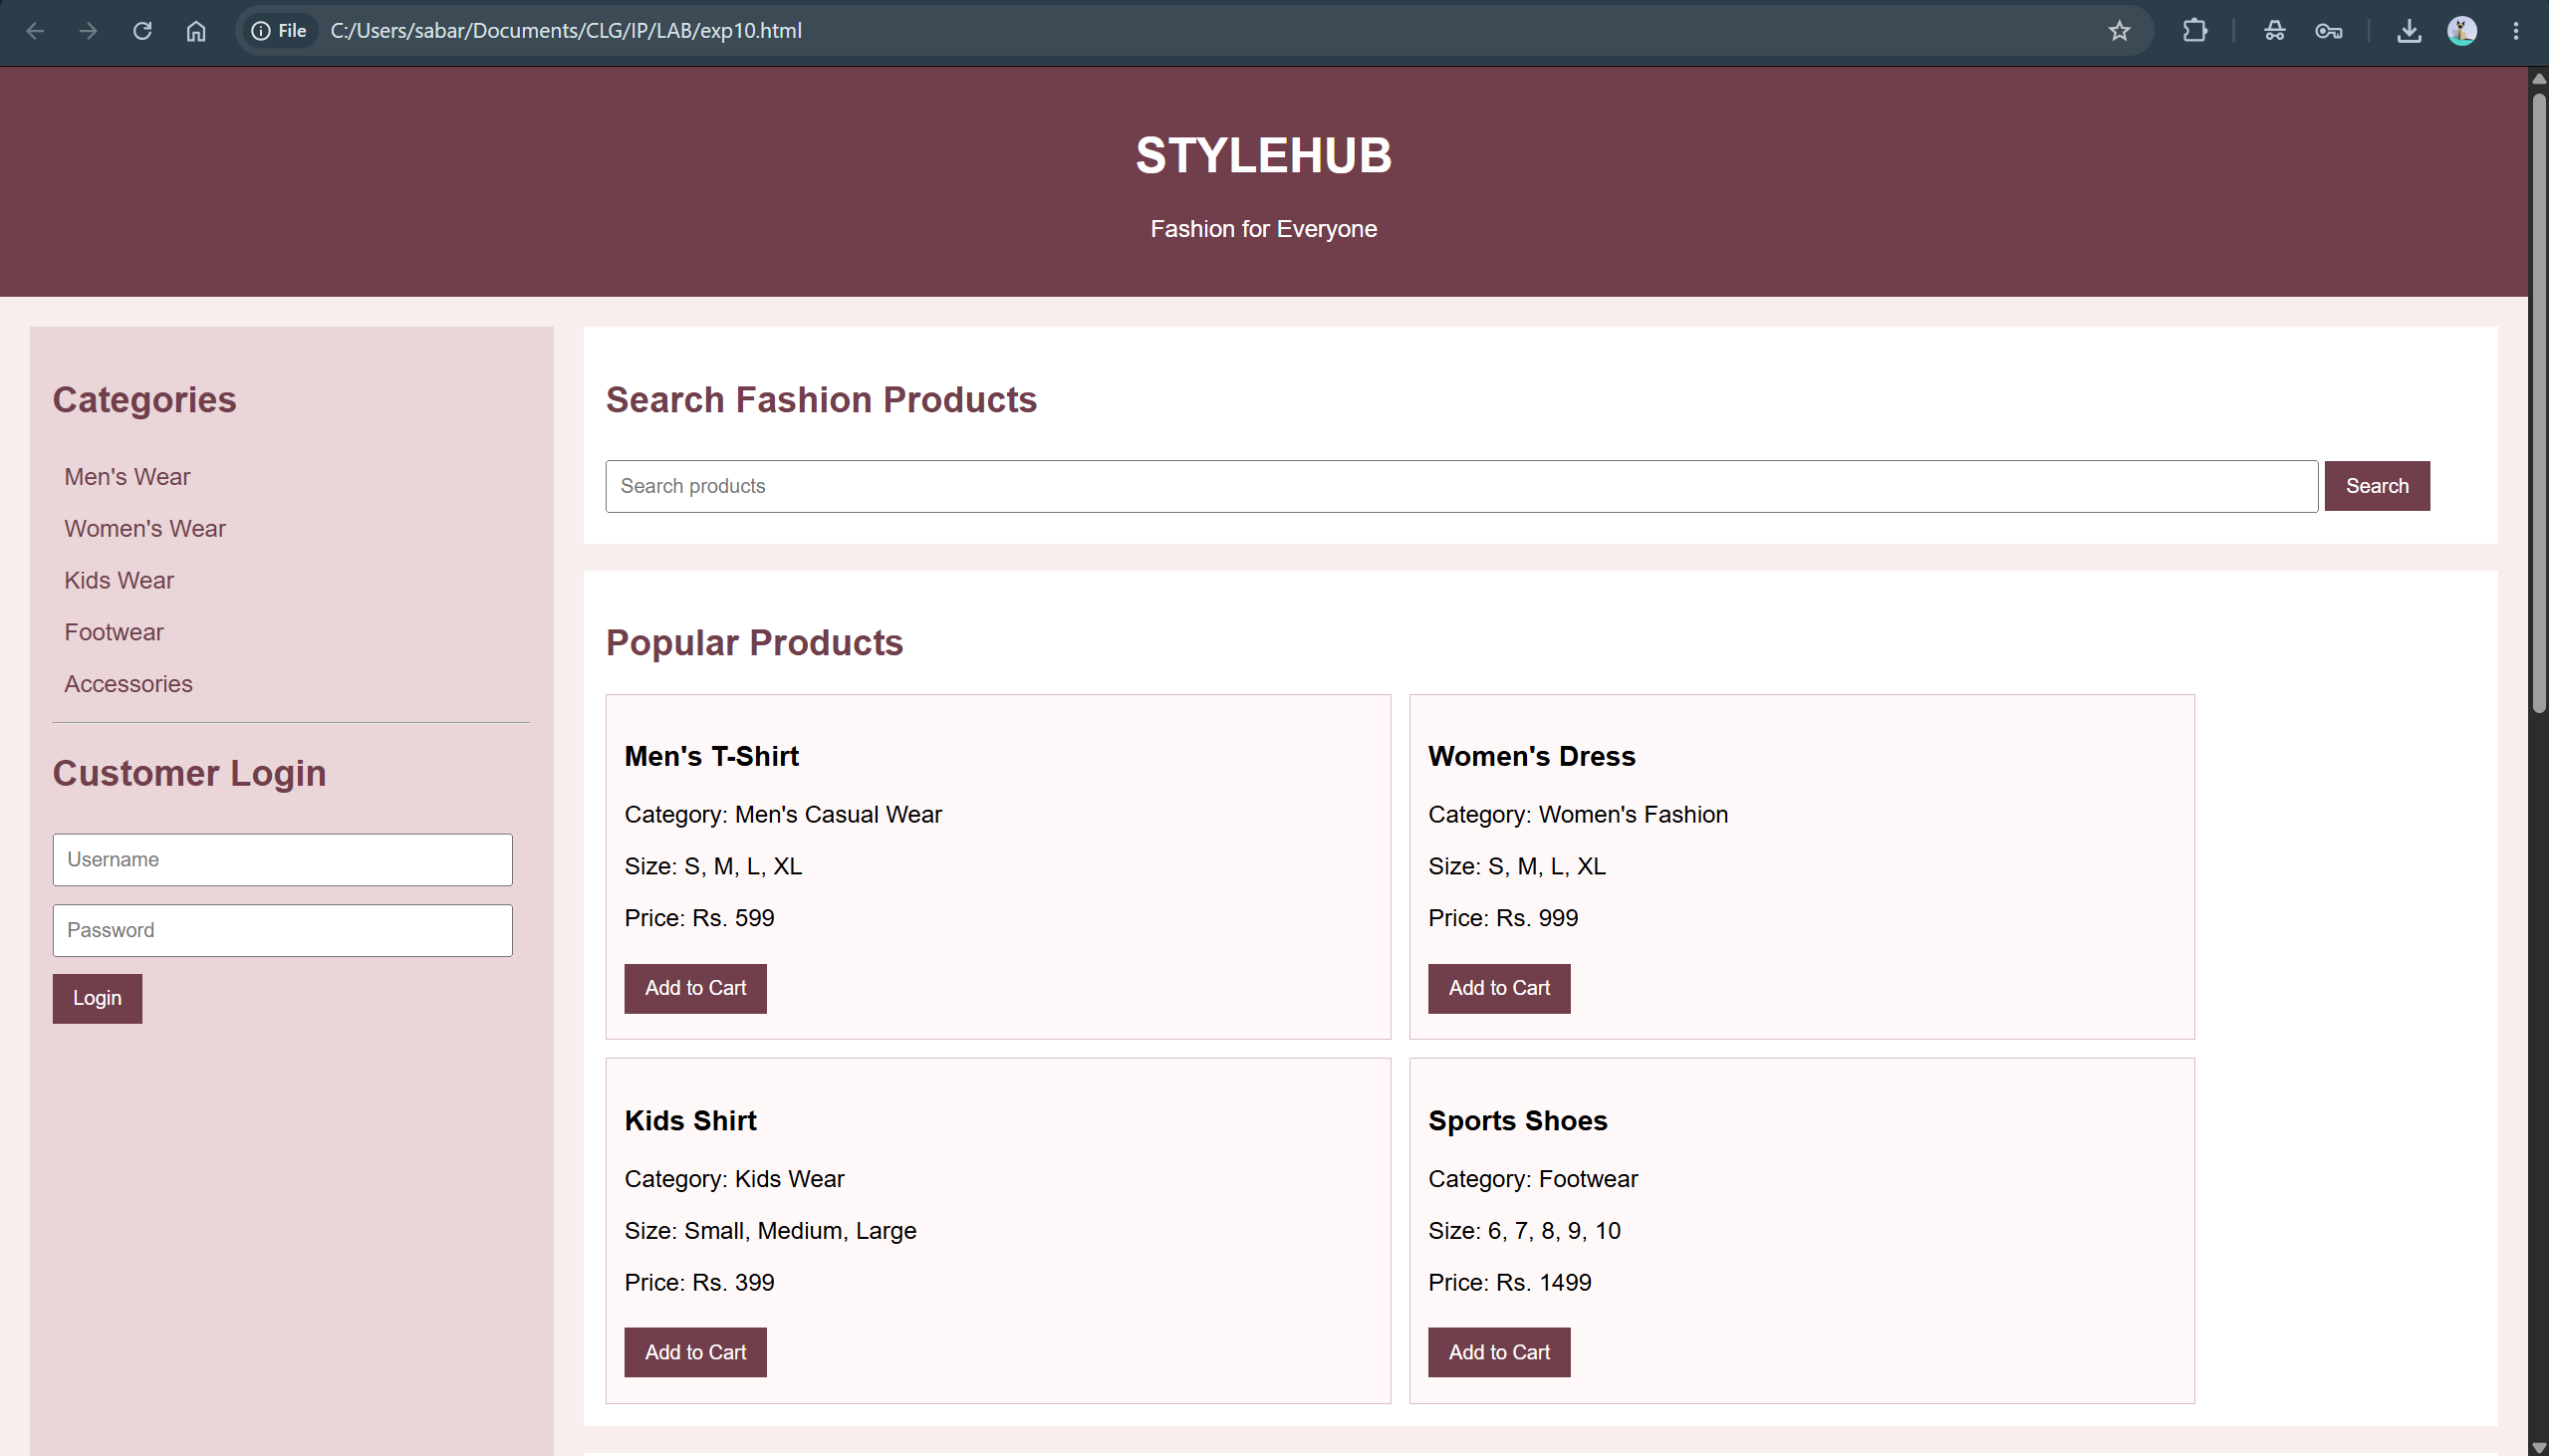 File C:/Users/sabar/Documents/CLG/IP/LAB/exp10.html
STYLEHUB
Fashion for Everyone
Categories
Men's Wear
Women's Wear
Kids Wear
Footwear
Accessories
Customer Login
Username
Password
Login
Search Fashion Products
Search products Search
Popular Products
Men's T-Shirt
Category: Men's Casual Wear
Size: S, M, L, XL
Price: Rs. 599
Add to Cart
Women's Dress
Category: Women's Fashion
Size: S, M, L, XL
Price: Rs. 999
Add to Cart
Kids Shirt
Category: Kids Wear
Size: Small, Medium, Large
Price: Rs. 399
Add to Cart
Sports Shoes
Category: Footwear
Size: 6, 7, 8, 9, 10
Price: Rs. 1499
Add to Cart